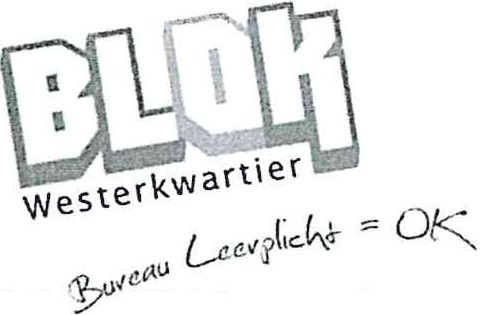 BLOK
Westerkwartier
Bureau Leerplicht = OK